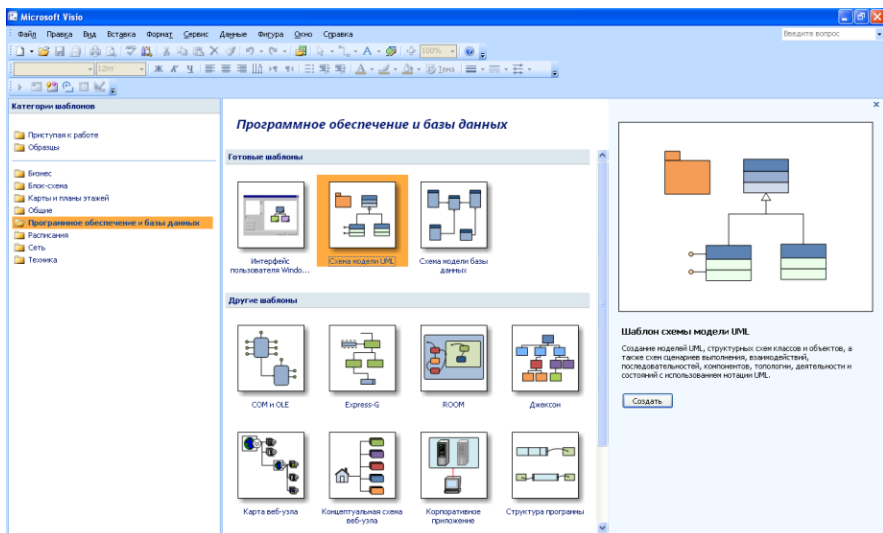 Microsoft Visio
Файл Правка Вид Вставка Формат Сервис Данные Фигура Окно Справка
Введите вопрос
100%
12пт
Ж К Ч
Тема
Категории шаблонов
Приступая к работе
Образцы
Бизнес
Блок-схема
Карты и планы этажей
Общие
Программное обеспечение и базы данных
Расписания
Сеть
Техника
Программное обеспечение и базы данных
Готовые шаблоны
Интерфейс
пользователя Windo...
Схема модели UML
Схема модели базы
данных
Другие шаблоны
COM и OLE
Express-G
ROOM
Джексон
Карта веб-узла
Концептуальная схема
веб-узла
Корпоративное
приложение
Структура программы
Шаблон схемы модели UML
Создание моделей UML, структурных схем классов и объектов, а
также схем сценариев выполнения, взаимодействий,
последовательностей, компонентов, топологии, деятельности и
состояний с использованием нотации UML.
Создать